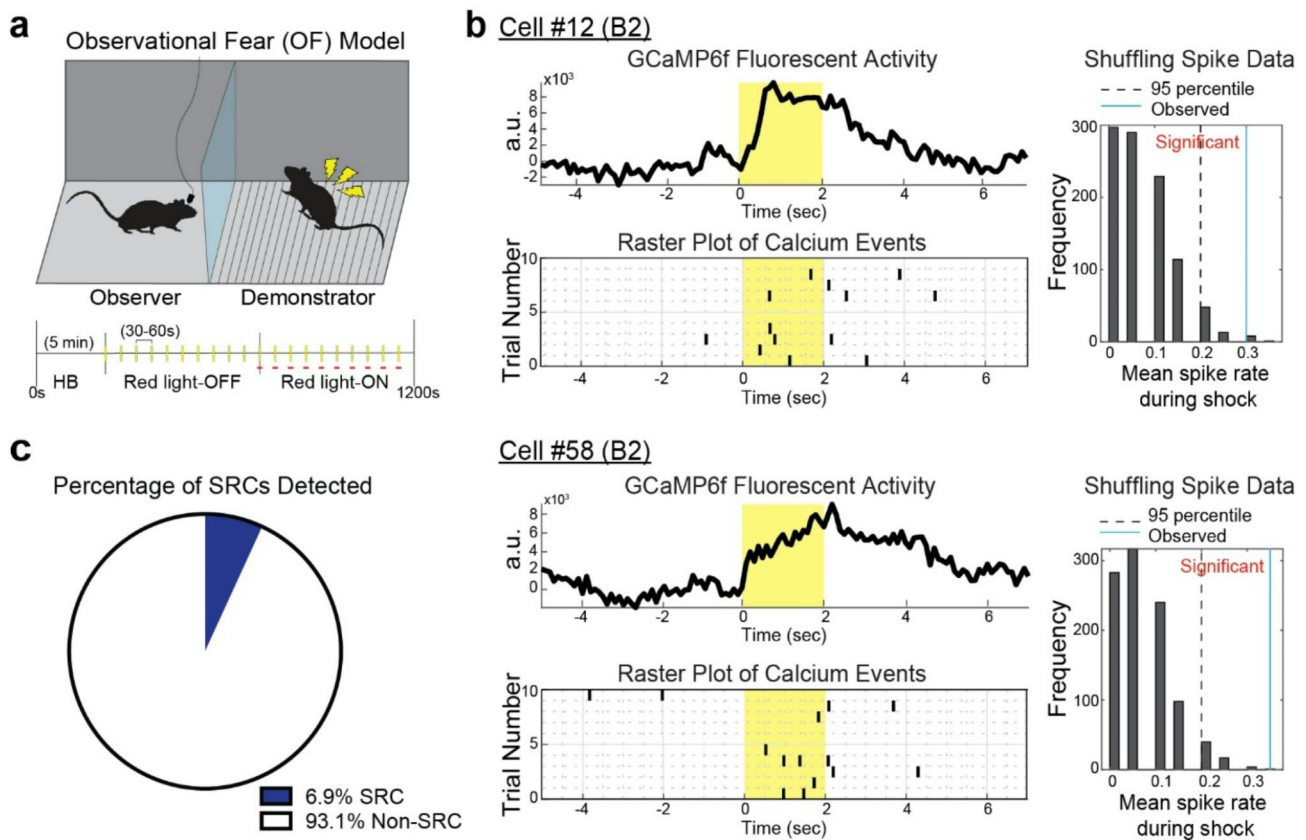 a
Observational Fear (OF) Model
Observer
Demonstrator
(5 min)
(30-60s)
HB
Red light-OFF
Red light-ON
0s
1200s
b
Cell #12 (B2)
GCaMP6f Fluorescent Activity
x10³
a.u.
8
6
4
2
0
-2
-4 -2 0 2 4 6
Time (sec)
Raster Plot of Calcium Events
Trial Number
10
5
0
-4 -2 0 2 4 6
Time (sec)
Shuffling Spike Data
95 percentile
Observed
Significant
Frequency
300
200
100
0
0 0.1 0.2 0.3
Mean spike rate
during shock
Cell #58 (B2)
GCaMP6f Fluorescent Activity
x10³
a.u.
8
6
4
2
0
-4 -2 0 2 4 6
Time (sec)
Raster Plot of Calcium Events
Trial Number
10
5
0
-4 -2 0 2 4 6
Time (sec)
Shuffling Spike Data
95 percentile
Observed
Significant
Frequency
300
200
100
0
0 0.1 0.2 0.3
Mean spike rate
during shock
c
Percentage of SRCs Detected
6.9% SRC
93.1% Non-SRC